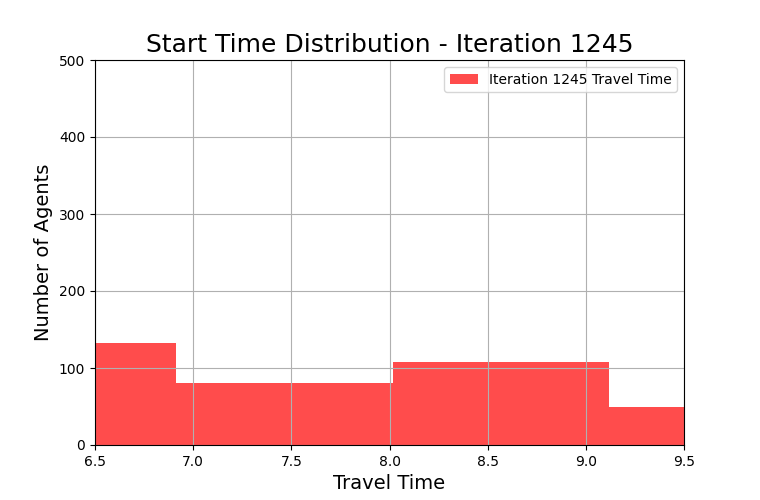 Start Time Distribution - Iteration 1245
500
Iteration 1245 Travel Time
400
300
200
100
0
Number of Agents
6.5 7.0 7.5 8.0 8.5 9.0 9.5
Travel Time